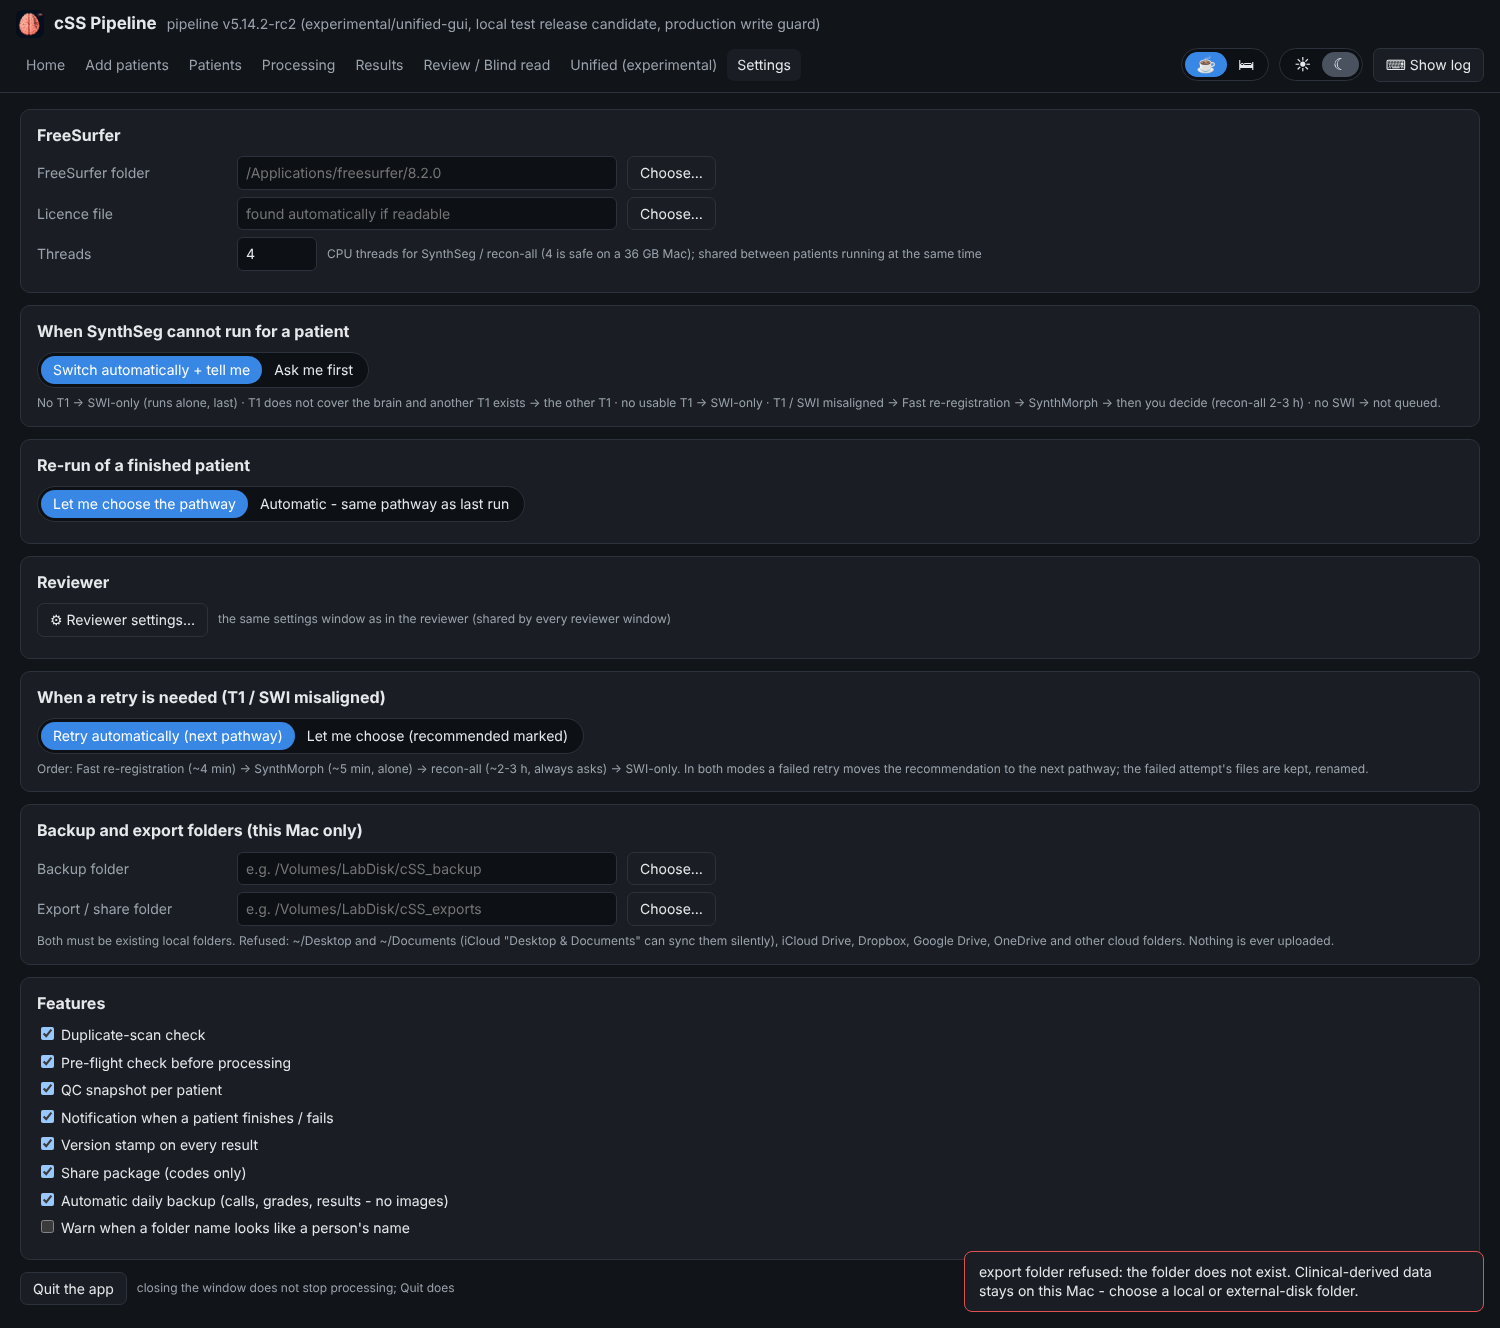 cSS Pipeline pipeline v5.14.2-rc2 (experimental/unified-gui, local test release candidate, production write guard)
Home Add patients Patients Processing Results Review / Blind read Unified (experimental) Settings Show log
FreeSurfer
FreeSurfer folder /Applications/freesurfer/8.2.0 Choose...
Licence file found automatically if readable Choose...
Threads 4 CPU threads for SynthSeg / recon-all (4 is safe on a 36 GB Mac); shared between patients running at the same time
When SynthSeg cannot run for a patient
Switch automatically + tell me Ask me first
No T1 → SWI-only (runs alone, last) · T1 does not cover the brain and another T1 exists → the other T1 · no usable T1 → SWI-only · T1 / SWI misaligned → Fast re-registration → SynthMorph → then you decide (recon-all 2-3 h) · no SWI → not queued.
Re-run of a finished patient
Let me choose the pathway Automatic - same pathway as last run
Reviewer
⚙ Reviewer settings... the same settings window as in the reviewer (shared by every reviewer window)
When a retry is needed (T1 / SWI misaligned)
Retry automatically (next pathway) Let me choose (recommended marked)
Order: Fast re-registration (~4 min) → SynthMorph (~5 min, alone) → recon-all (~2-3 h, always asks) → SWI-only. In both modes a failed retry moves the recommendation to the next pathway; the failed attempt's files are kept, renamed.
Backup and export folders (this Mac only)
Backup folder e.g. /Volumes/LabDisk/cSS_backup Choose...
Export / share folder e.g. /Volumes/LabDisk/cSS_exports Choose...
Both must be existing local folders. Refused: ~/Desktop and ~/Documents (iCloud "Desktop & Documents" can sync them silently), iCloud Drive, Dropbox, Google Drive, OneDrive and other cloud folders. Nothing is ever uploaded.
Features
Duplicate-scan check
Pre-flight check before processing
QC snapshot per patient
Notification when a patient finishes / fails
Version stamp on every result
Share package (codes only)
Automatic daily backup (calls, grades, results - no images)
Warn when a folder name looks like a person's name
Quit the app closing the window does not stop processing; Quit does
export folder refused: the folder does not exist. Clinical-derived data
stays on this Mac - choose a local or external-disk folder.